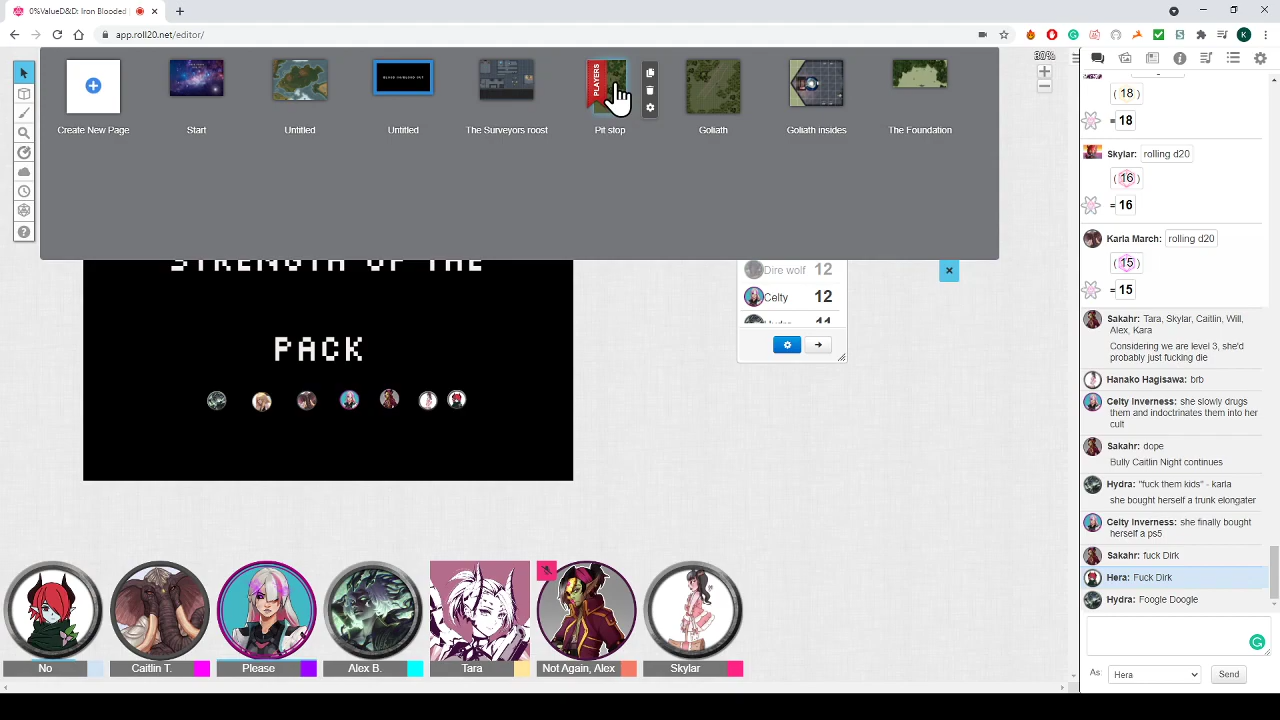 0%ValueD&D: Iron Blooded
app.roll20.net/editor/
80%
PLAYERS
Create New Page
Start
Untitled
Untitled
The Surveyors roost
Pit stop
Goliath
Goliath insides
The Foundation
STRENGTH OF THE
PACK
Dire wolf 12
Celty 12
No
Caitlin T.
Please
Alex B.
Tara
Not Again, Alex
Skylar
(18)
=18
Skylar: rolling d20
(16)
=16
Karla March: rolling d20
(15)
=15
Sakahr: Tara, Skylar, Caitlin, Will,
Alex, Kara
Considering we are level 3, she'd
probably just fucking die
Hanako Hagisawa: brb
Celty Inverness: she slowly drugs
them and indoctrinates them into her
cult
Sakahr: dope
Bully Caitlin Night continues
Hydra: "fuck them kids" - karla
she bought herself a trunk elongater
Celty Inverness: she finally bought
herself a ps5
Sakahr: fuck Dirk
Hera: Fuck Dirk
Hydra: Foogle Doogle
As: Hera Send